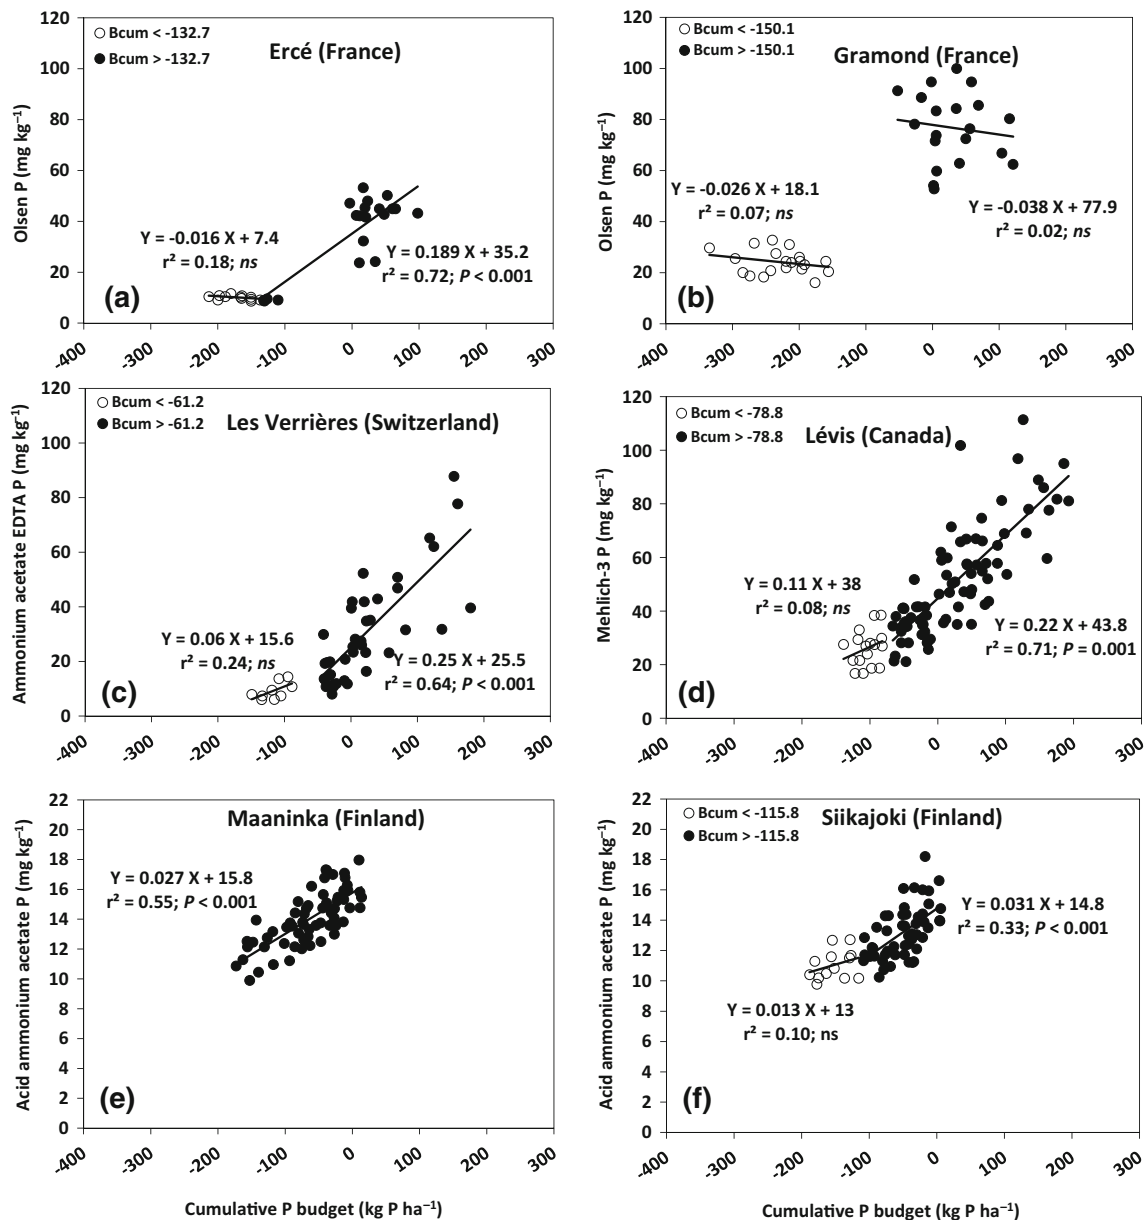 120
100
80
60
40
20
0
Olsen P (mg kg⁻¹)
Bcum < -132.7
Bcum > -132.7
Ercé (France)
Y = -0.016 X + 7.4
r² = 0.18; ns
Y = 0.189 X + 35.2
r² = 0.72; P < 0.001
(a)
-400 -300 -200 -100 0 100 200 300
120
100
80
60
40
20
0
Olsen P (mg kg⁻¹)
Bcum < -150.1
Bcum > -150.1
Gramond (France)
Y = -0.026 X + 18.1
r² = 0.07; ns
Y = -0.038 X + 77.9
r² = 0.02; ns
(b)
-400 -300 -200 -100 0 100 200 300
120
100
80
60
40
20
0
Ammonium acetate EDTA P (mg kg⁻¹)
Bcum < -61.2
Bcum > -61.2
Les Verrières (Switzerland)
Y = 0.06 X + 15.6
r² = 0.24; ns
Y = 0.25 X + 25.5
r² = 0.64; P < 0.001
(c)
-400 -300 -200 -100 0 100 200 300
120
100
80
60
40
20
0
Mehlich-3 P (mg kg⁻¹)
Bcum < -78.8
Bcum > -78.8
Lévis (Canada)
Y = 0.11 X + 38
r² = 0.08; ns
Y = 0.22 X + 43.8
r² = 0.71; P = 0.001
(d)
-400 -300 -200 -100 0 100 200 300
22
20
18
16
14
12
10
8
6
4
2
0
Acid ammonium acetate P (mg kg⁻¹)
Maaninka (Finland)
Y = 0.027 X + 15.8
r² = 0.55; P < 0.001
(e)
-400 -300 -200 -100 0 100 200 300
Cumulative P budget (kg P ha⁻¹)
22
20
18
16
14
12
10
8
6
4
2
0
Acid ammonium acetate P (mg kg⁻¹)
Bcum < -115.8
Bcum > -115.8
Siikajoki (Finland)
Y = 0.031 X + 14.8
r² = 0.33; P < 0.001
Y = 0.013 X + 13
r² = 0.10; ns
(f)
-400 -300 -200 -100 0 100 200 300
Cumulative P budget (kg P ha⁻¹)